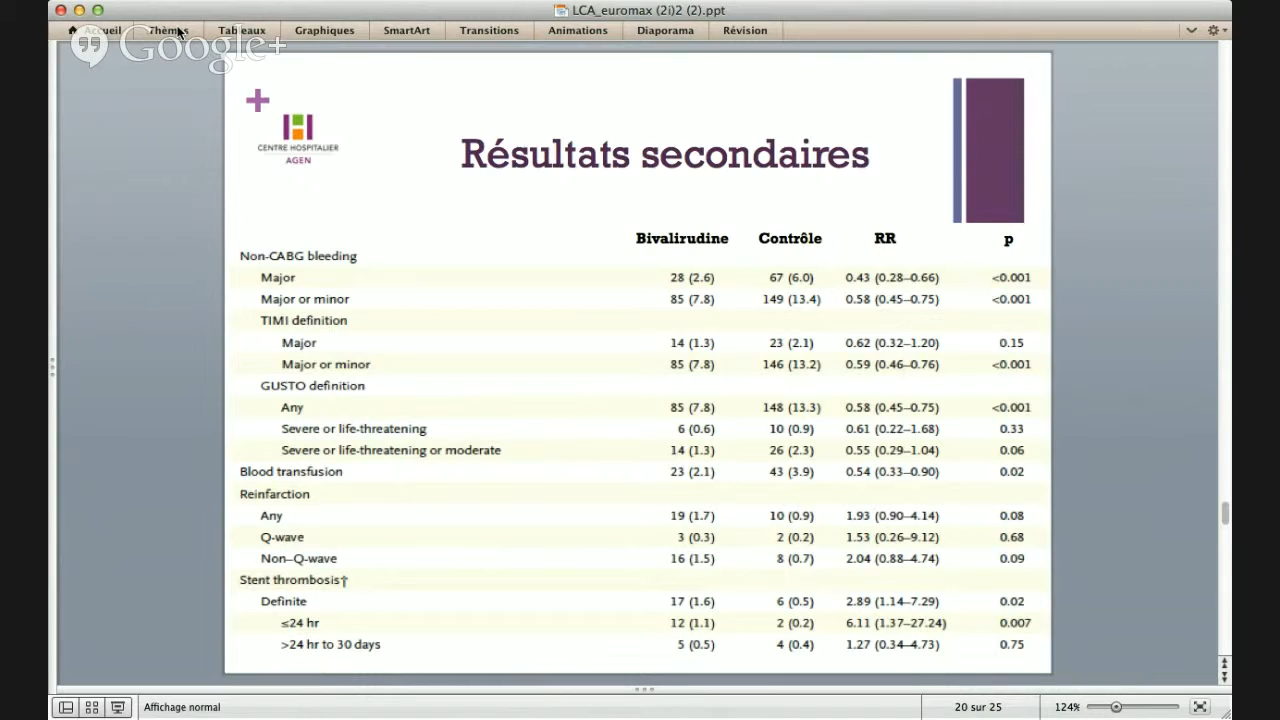 LCA_euromax (2i)2 (2).ppt
Accueil Thèmes Tableaux Graphiques SmartArt Transitions Animations Diaporama Révision
Google+
CENTRE HOSPITALIER
AGEN
Résultats secondaires
Bivalirudine Contrôle RR p
Non-CABG bleeding
Major 28 (2.6) 67 (6.0) 0.43 (0.28–0.66) <0.001
Major or minor 85 (7.8) 149 (13.4) 0.58 (0.45–0.75) <0.001
TIMI definition
Major 14 (1.3) 23 (2.1) 0.62 (0.32–1.20) 0.15
Major or minor 85 (7.8) 146 (13.2) 0.59 (0.46–0.76) <0.001
GUSTO definition
Any 85 (7.8) 148 (13.3) 0.58 (0.45–0.75) <0.001
Severe or life-threatening 6 (0.6) 10 (0.9) 0.61 (0.22–1.68) 0.33
Severe or life-threatening or moderate 14 (1.3) 26 (2.3) 0.55 (0.29–1.04) 0.06
Blood transfusion 23 (2.1) 43 (3.9) 0.54 (0.33–0.90) 0.02
Reinfarction
Any 19 (1.7) 10 (0.9) 1.93 (0.90–4.14) 0.08
Q-wave 3 (0.3) 2 (0.2) 1.53 (0.26–9.12) 0.68
Non–Q-wave 16 (1.5) 8 (0.7) 2.04 (0.88–4.74) 0.09
Stent thrombosis†
Definite 17 (1.6) 6 (0.5) 2.89 (1.14–7.29) 0.02
≤24 hr 12 (1.1) 2 (0.2) 6.11 (1.37–27.24) 0.007
>24 hr to 30 days 5 (0.5) 4 (0.4) 1.27 (0.34–4.73) 0.75
Affichage normal 20 sur 25 124%